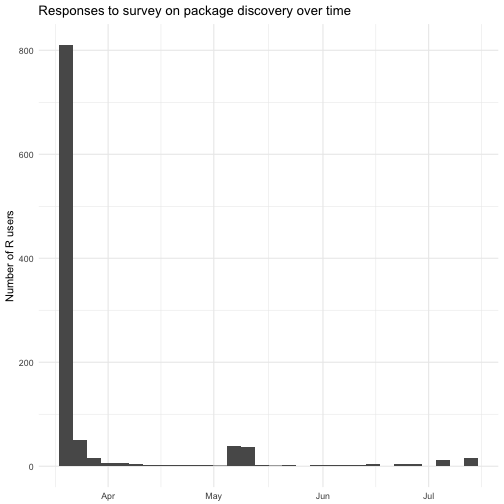 Responses to survey on package discovery over time
Number of R users
800
600
400
200
0
Apr
May
Jun
Jul